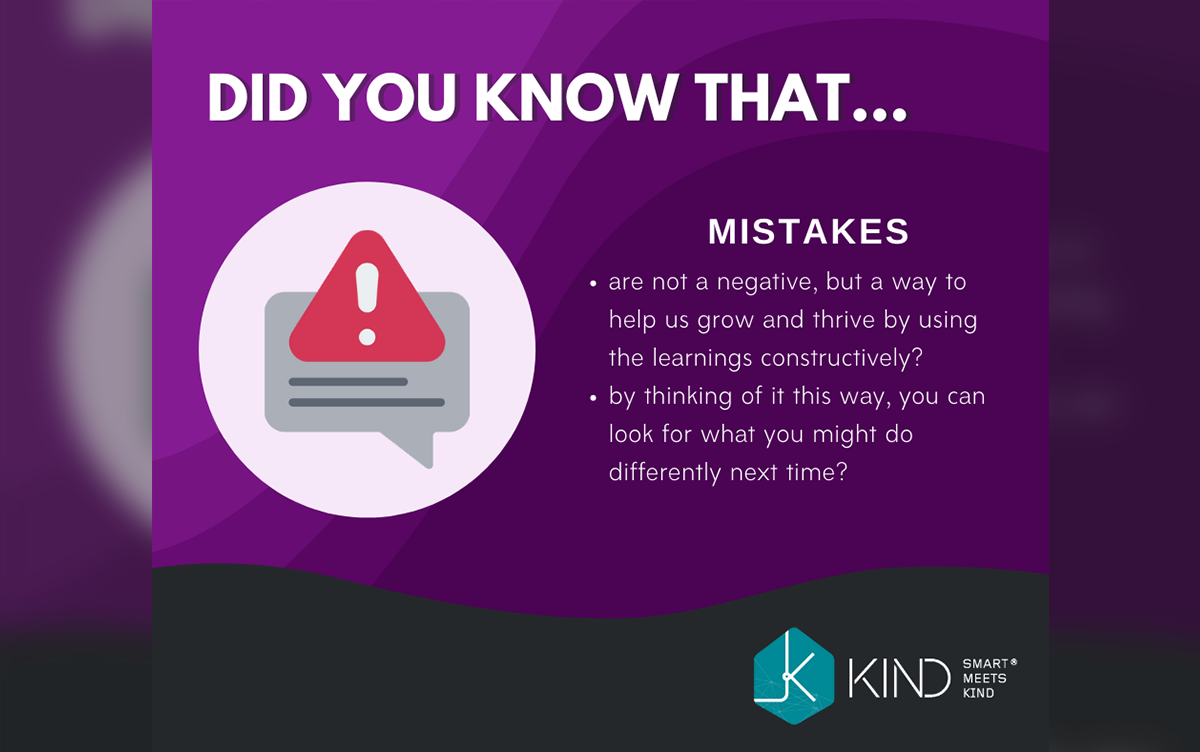 DID YOU KNOW THAT...
MISTAKES
• are not a negative, but a way to
help us grow and thrive by using
the learnings constructively?
• by thinking of it this way, you can
look for what you might do
differently next time?
KIND
SMART®
MEETS
KIND